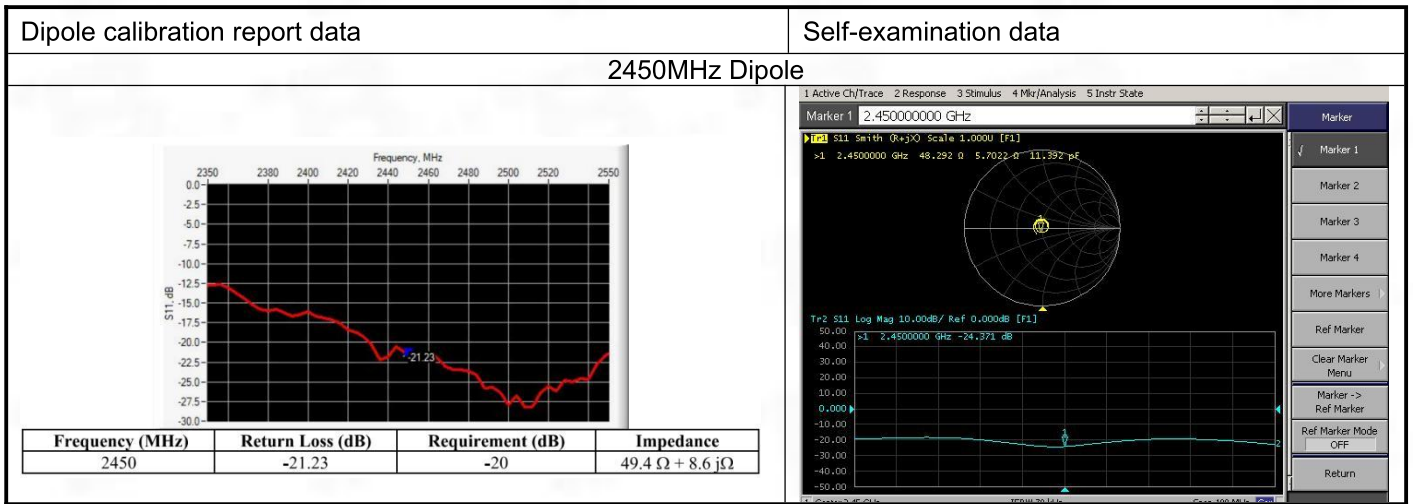 Dipole calibration report data
Self-examination data
2450MHz Dipole
Frequency, MHz
2350 2380 2400 2420 2440 2460 2480 2500 2520 2550
S11, dB
0.0
-2.5
-5.0
-7.5
-10.0
-12.5
-15.0
-17.5
-20.0
-22.5
-25.0
-27.5
-30.0
-21.23
Frequency (MHz) Return Loss (dB) Requirement (dB) Impedance
2450 -21.23 -20 49.4 Ω + 8.6 jΩ
1 Active Ch/Trace 2 Response 3 Stimulus 4 Mkr/Analysis 5 Instr State
Marker 1 2.450000000 GHz
Tr1 S11 Smith (R+jX) Scale 1.000U [F1]
>1 2.4500000 GHz 48.292 Ω 5.7022 Ω 11.392 pF
1
Tr2 S11 Log Mag 10.00dB/ Ref 0.000dB [F1]
50.00
>1 2.4500000 GHz -24.371 dB
40.00
30.00
20.00
10.00
0.000
-10.00
1
-20.00
2
-30.00
-40.00
-50.00
Marker
√ Marker 1
Marker 2
Marker 3
Marker 4
More Markers
Ref Marker
Clear Marker
Menu
Marker ->
Ref Marker
Ref Marker Mode
OFF
Return